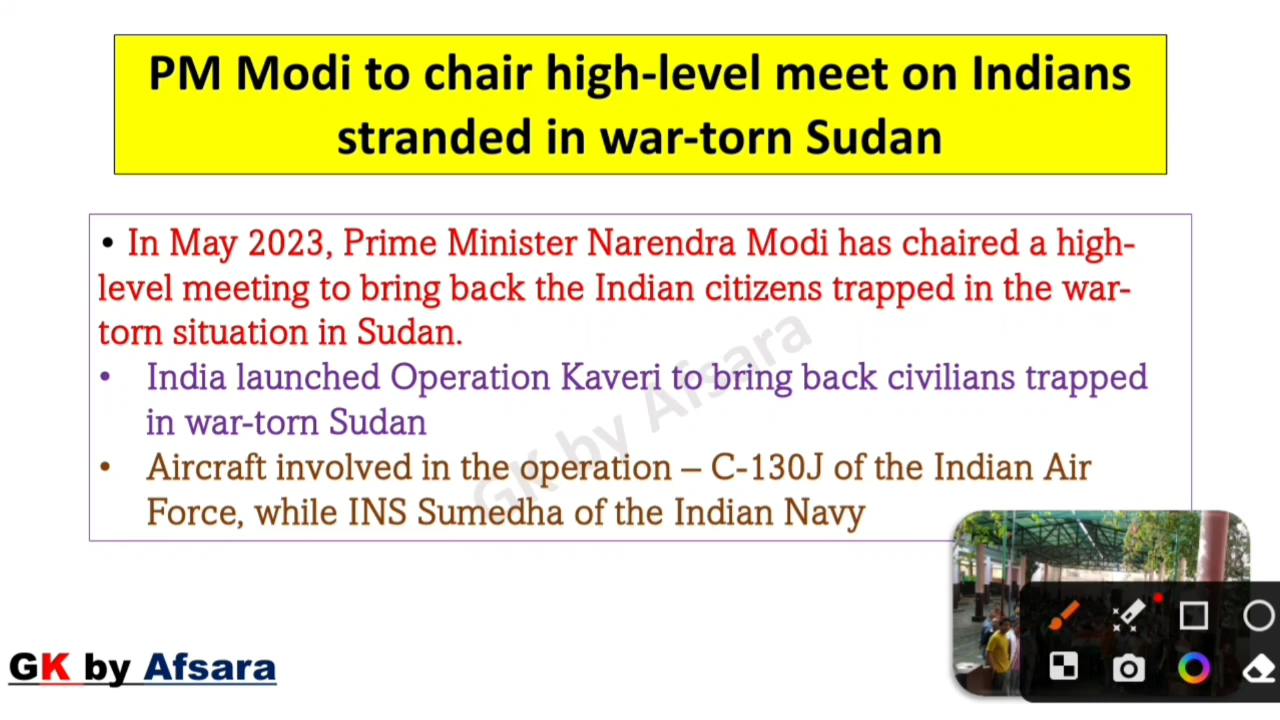 PM Modi to chair high-level meet on Indians
stranded in war-torn Sudan
• In May 2023, Prime Minister Narendra Modi has chaired a high-
level meeting to bring back the Indian citizens trapped in the war-
torn situation in Sudan.
• India launched Operation Kaveri to bring back civilians trapped
in war-torn Sudan
• Aircraft involved in the operation – C-130J of the Indian Air
Force, while INS Sumedha of the Indian Navy
GK by Afsara
GK by Afsara